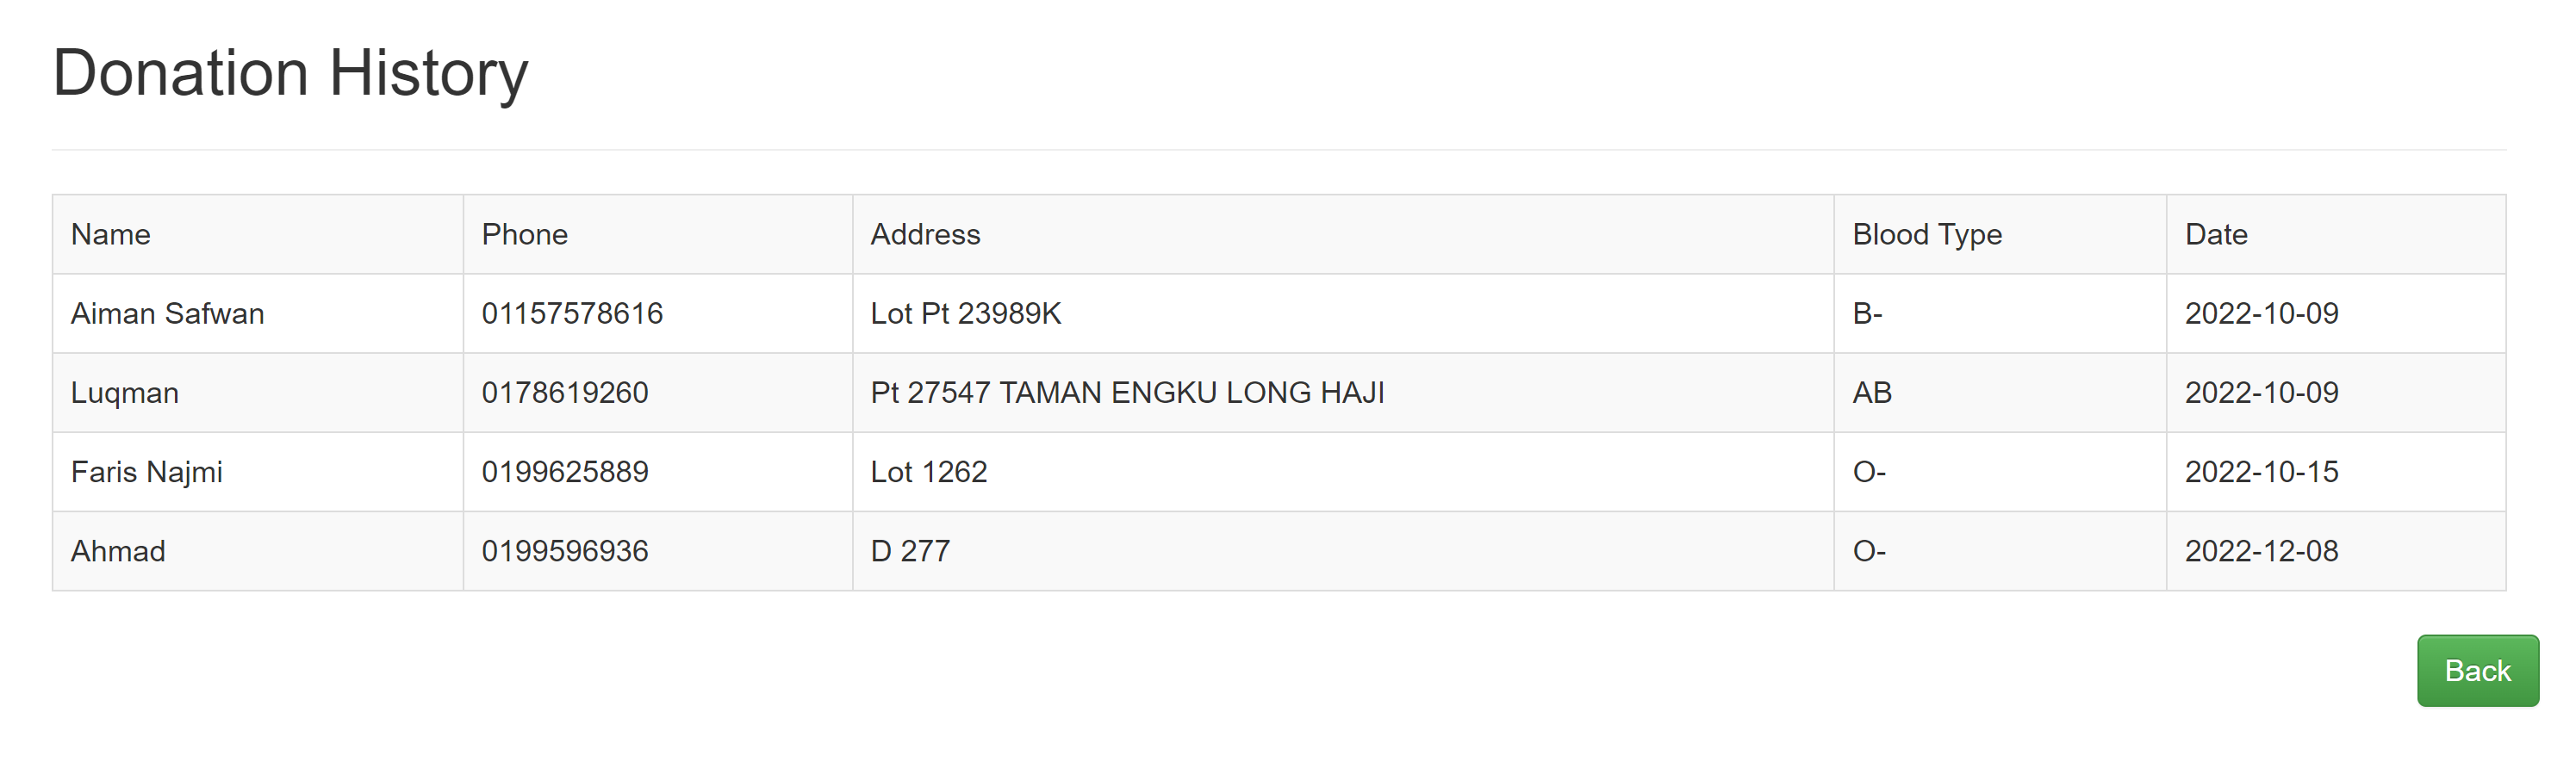 Donation History
Name Phone Address Blood Type Date
Aiman Safwan 01157578616 Lot Pt 23989K B- 2022-10-09
Luqman 0178619260 Pt 27547 TAMAN ENGKU LONG HAJI AB 2022-10-09
Faris Najmi 0199625889 Lot 1262 O- 2022-10-15
Ahmad 0199596936 D 277 O- 2022-12-08
Back